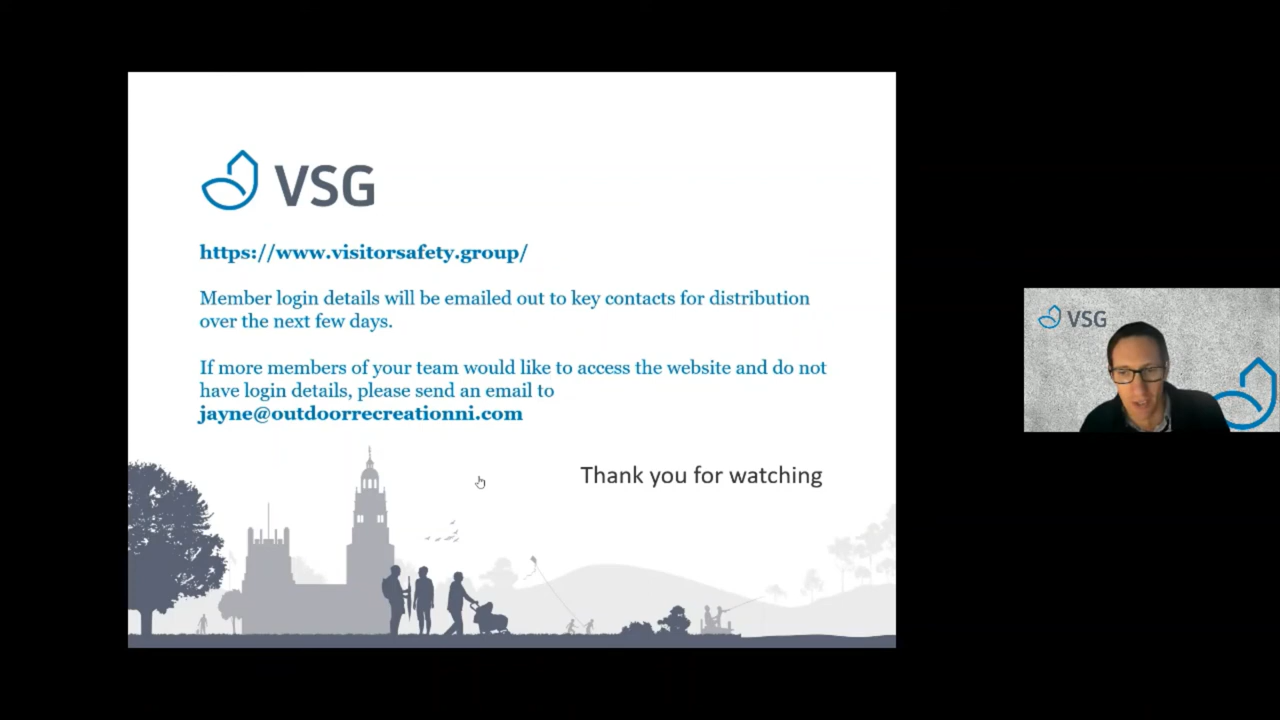 VSG
https://www.visitorsafety.group/
Member login details will be emailed out to key contacts for distribution
over the next few days.
If more members of your team would like to access the website and do not
have login details, please send an email to
jayne@outdoorrecreationni.com
Thank you for watching
VSG